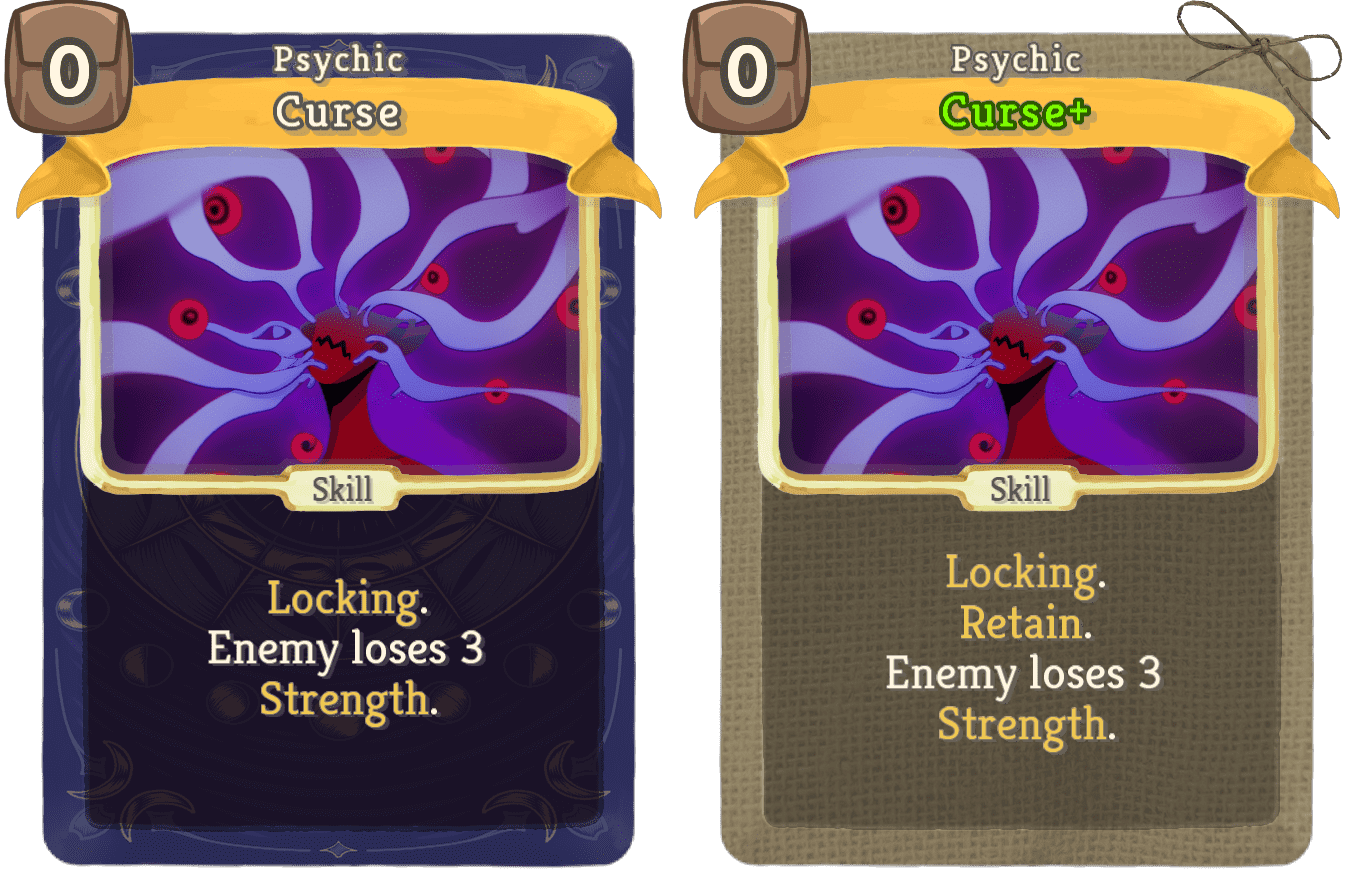 0
Psychic
Curse
Skill
Locking.
Enemy loses 3
Strength.
0
Psychic
Curse+
Skill
Locking.
Retain.
Enemy loses 3
Strength.